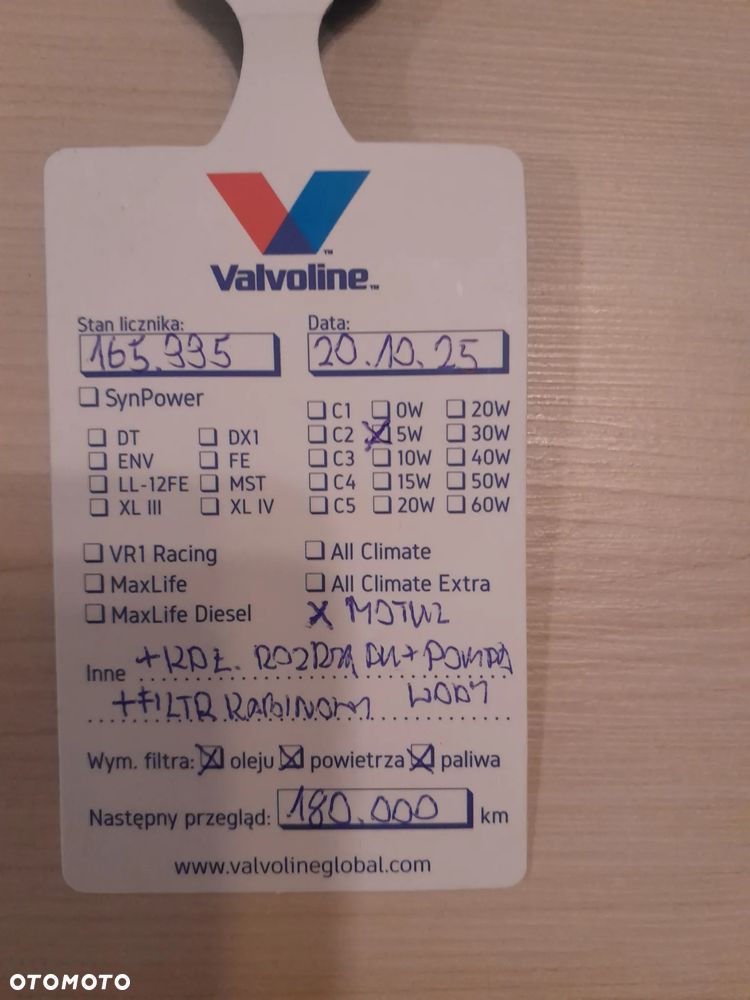 Valvoline™
Stan licznika: Data:
165.995 20.10.25
SynPower
C1 0W 20W
DT DX1 C2 X 5W 30W
ENV FE C3 10W 40W
LL-12FE MST C4 15W 50W
XL III XL IV C5 20W 60W
VR1 Racing All Climate
MaxLife All Climate Extra
MaxLife Diesel X MOTUL
Inne + KPŁ. ROZRZĄDU + POMPA
+ FILTR KABINOWY WODY
Wym. filtra: X oleju X powietrza X paliwa
Następny przegląd: 180.000 km
www.valvolineglobal.com
OTOMOTO